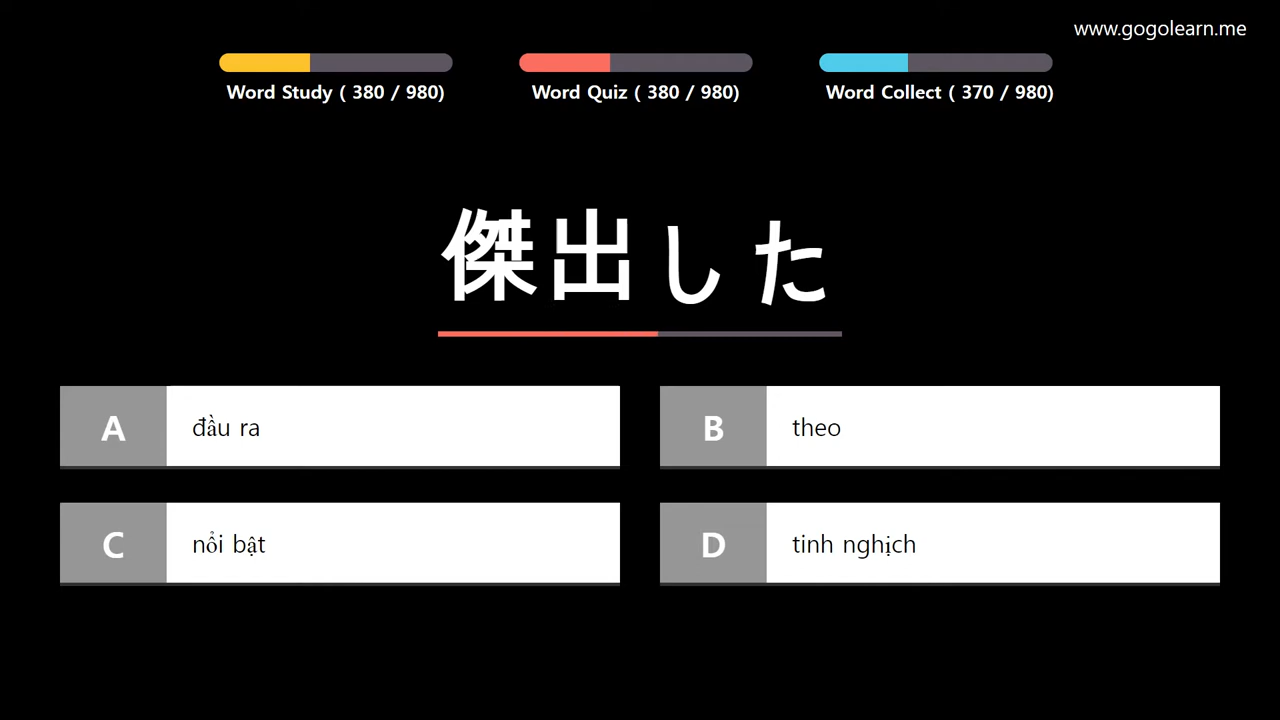 www.gogolearn.me
Word Study ( 380 / 980)
Word Quiz ( 380 / 980)
Word Collect ( 370 / 980)
傑出した
A đầu ra
B theo
C nổi bật
D tinh nghịch